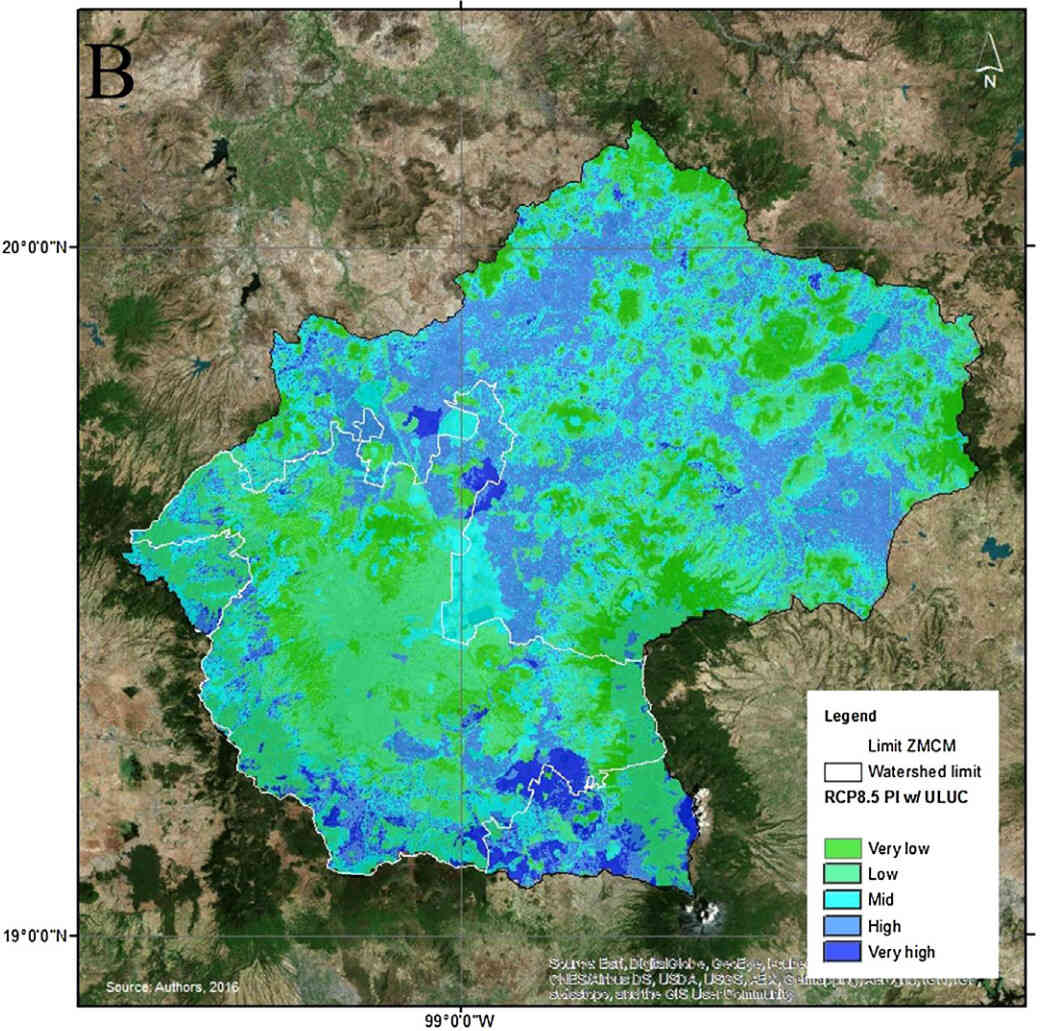 B
N
20°0'0"N
Legend
Limit ZMCM
Watershed limit
RCP8.5 PI w/ ULUC
Very low
Low
Mid
High
Very high
19°0'0"N
Source: Esri, DigitalGlobe, GeoEye,
CNES/Airbus DS, USDA, USGS, AEX,
swisstopo, and the GIS User Community
Source: Authors, 2016
99°0'0"W